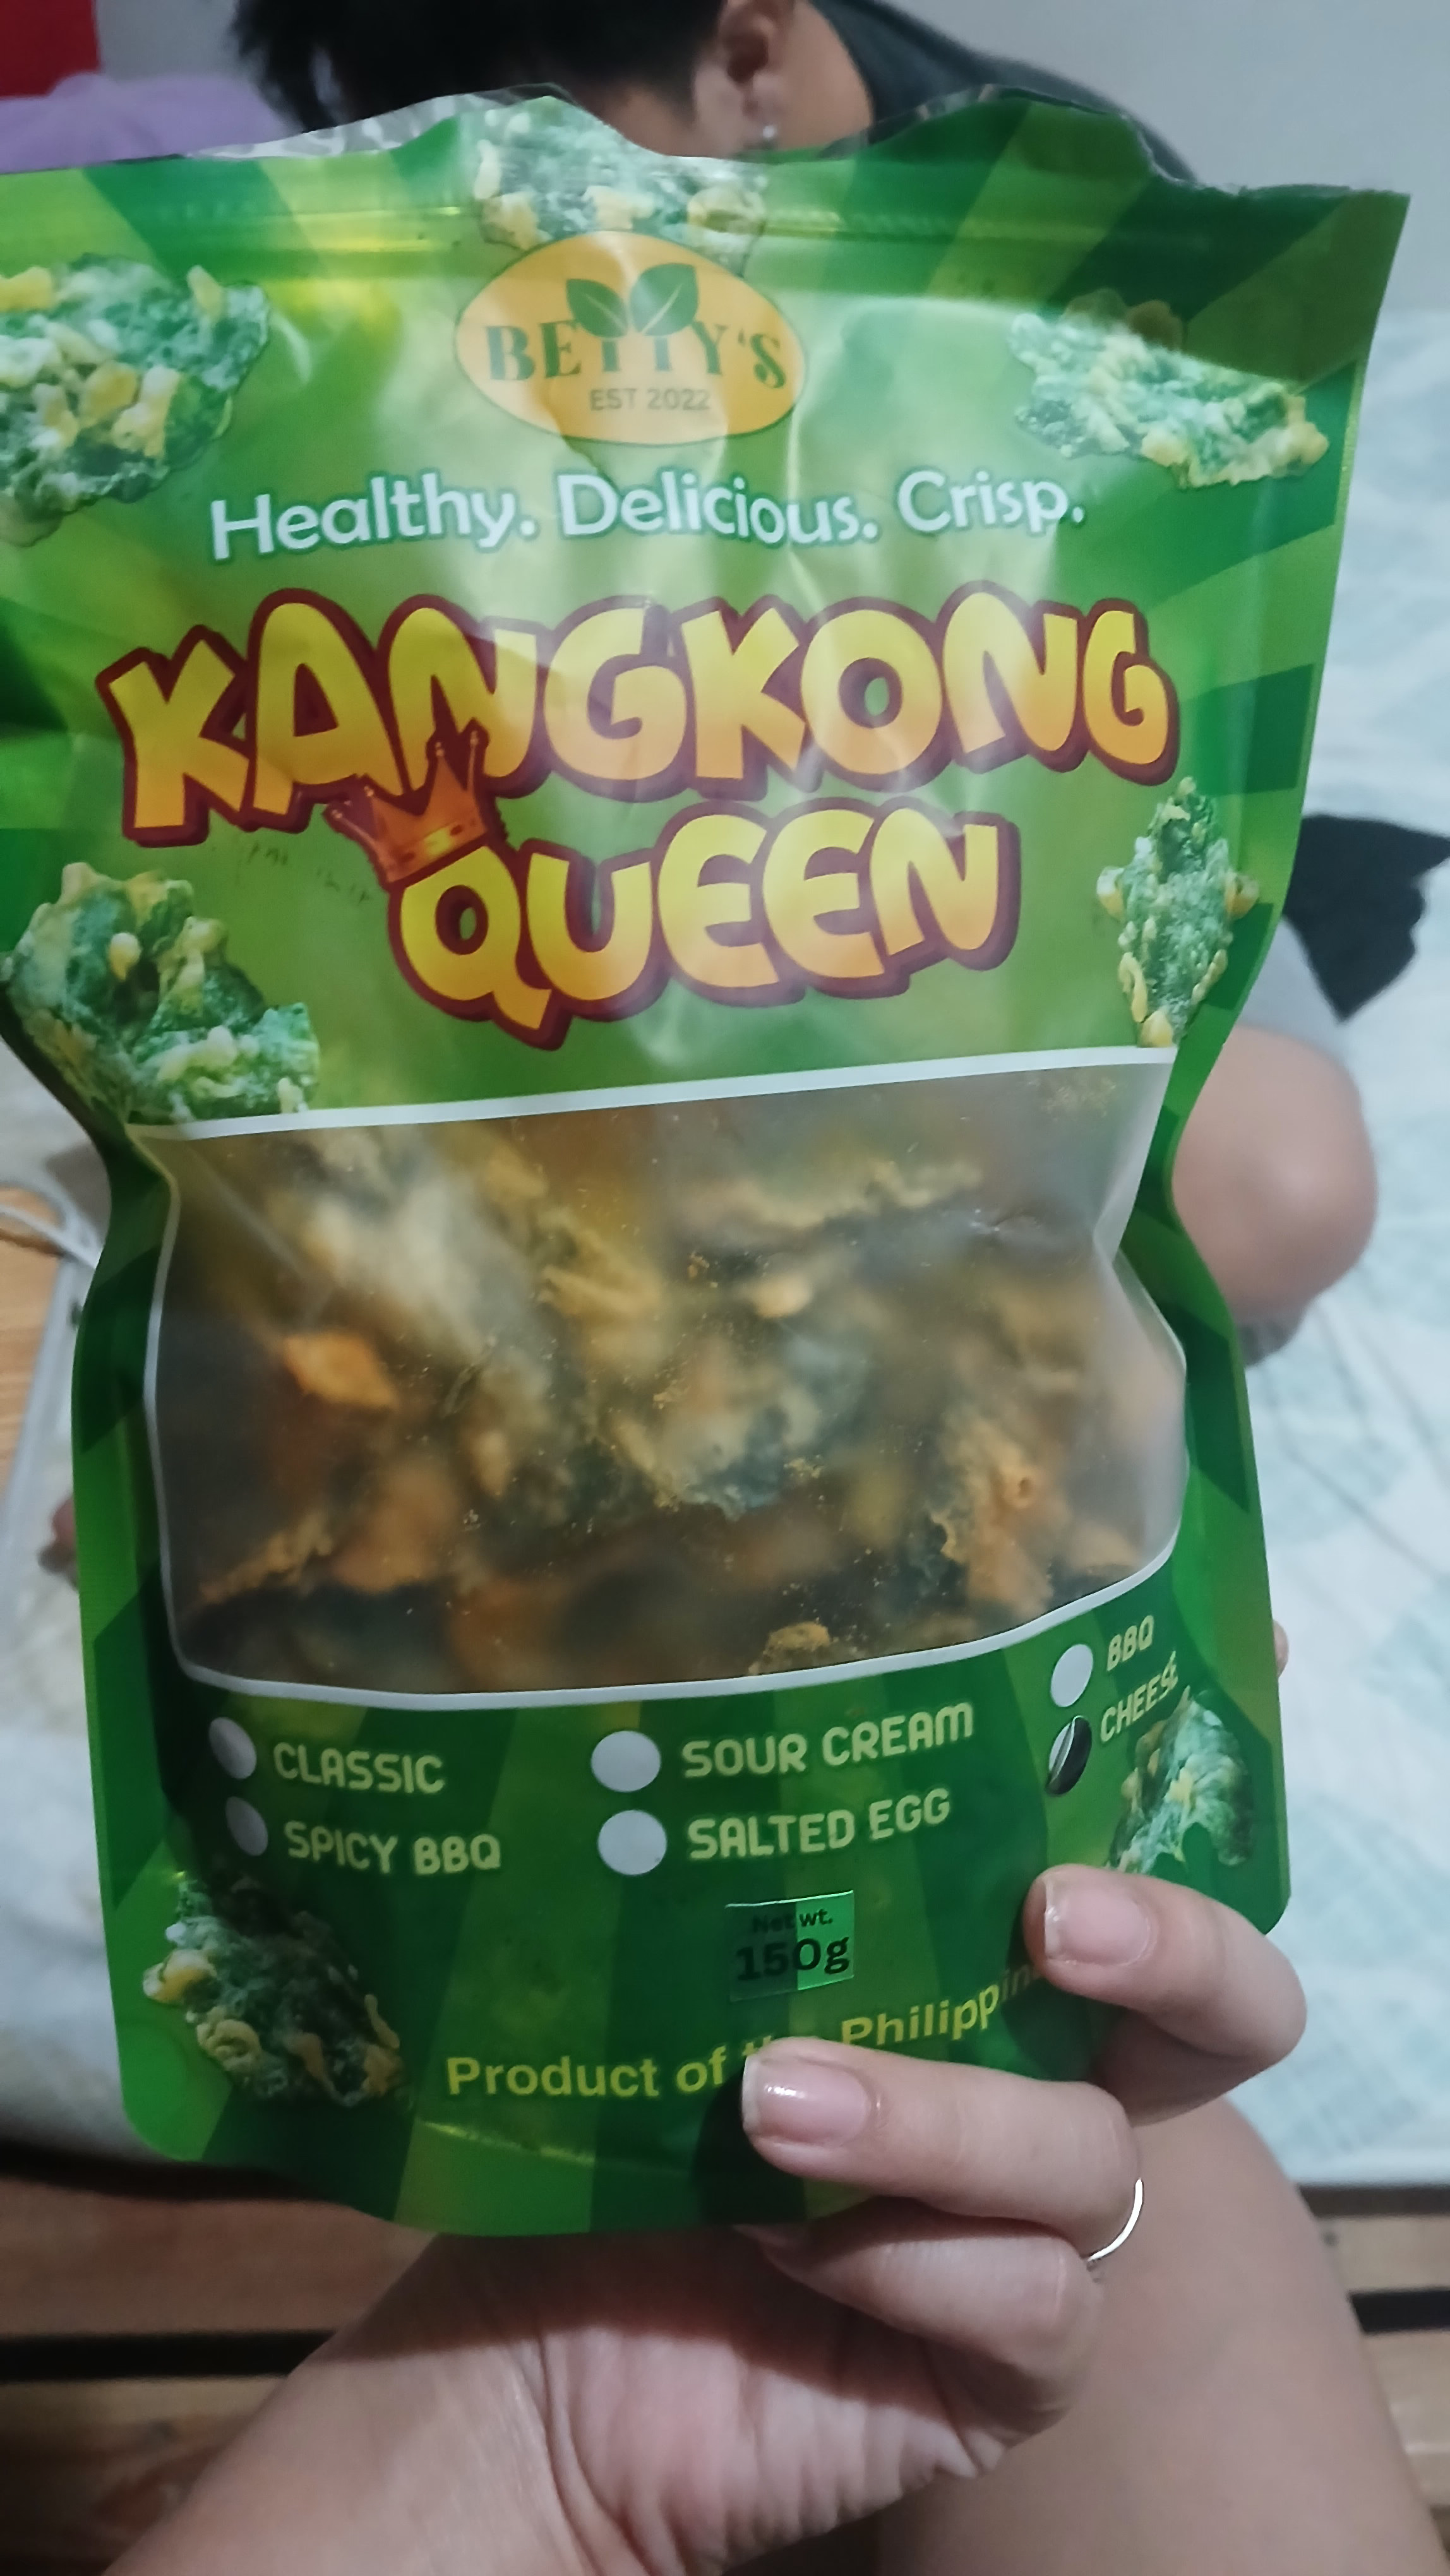 BETTY'S
EST 2022
Healthy. Delicious. Crisp.
KANGKONG
QUEEN
BBQ
CHEESE
CLASSIC
SOUR CREAM
SPICY BBQ
SALTED EGG
Net wt.
150g
Product of